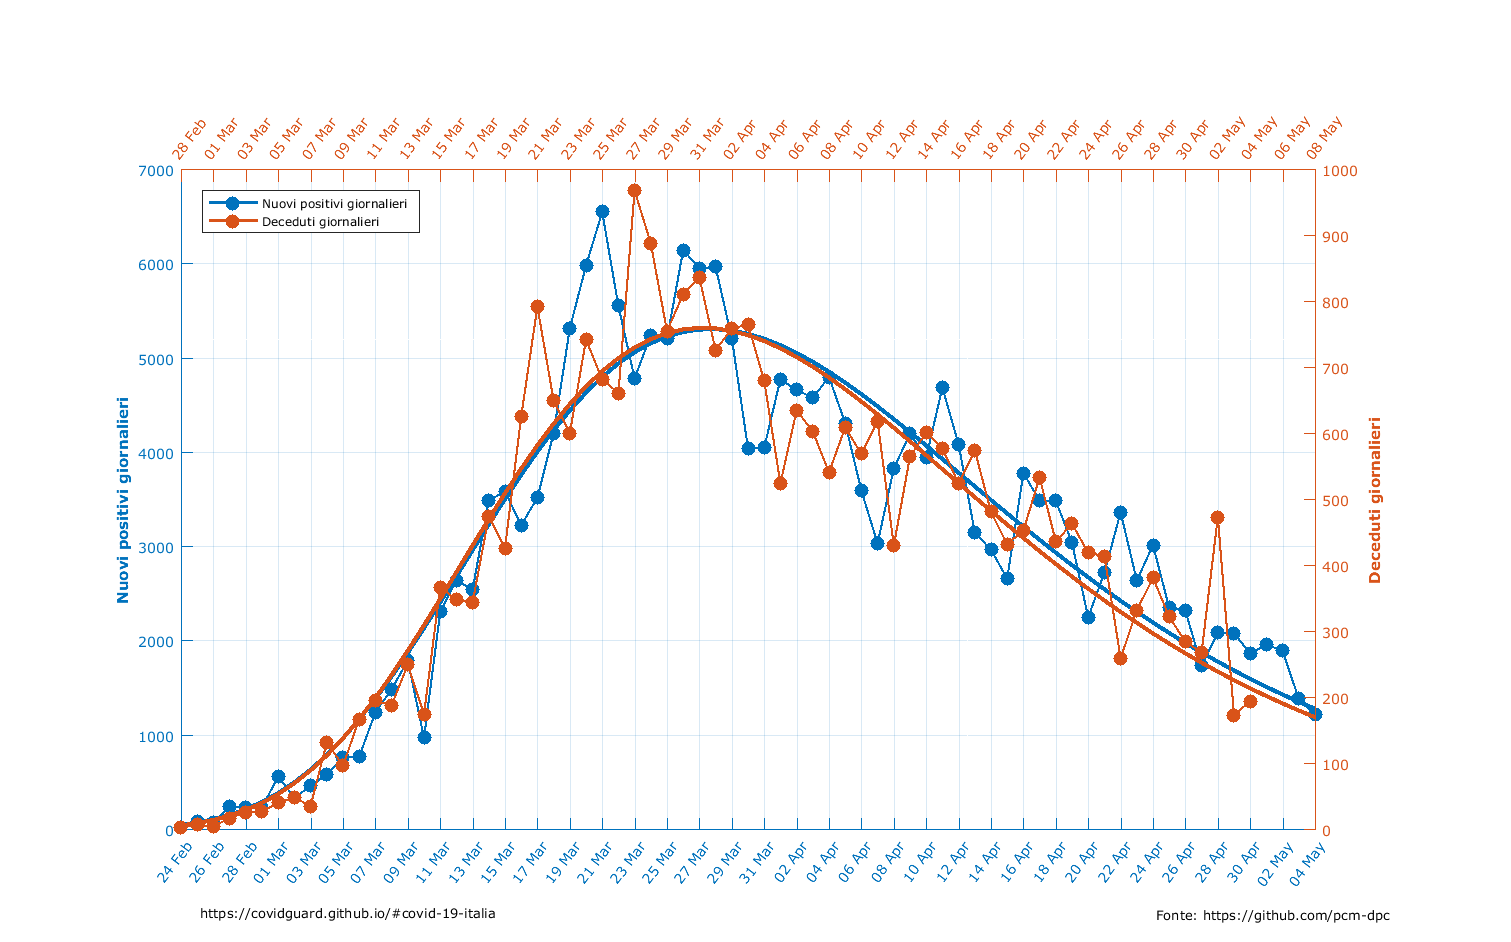 28 Feb 01 Mar 03 Mar 05 Mar 07 Mar 09 Mar 11 Mar 13 Mar 15 Mar 17 Mar 19 Mar 21 Mar 23 Mar 25 Mar 27 Mar 29 Mar 31 Mar 02 Apr 04 Apr 06 Apr 08 Apr 10 Apr 12 Apr 14 Apr 16 Apr 18 Apr 20 Apr 22 Apr 24 Apr 26 Apr 28 Apr 30 Apr 02 May 04 May 06 May 08 May
7000
6000
5000
4000
3000
2000
1000
0
Nuovi positivi giornalieri
Nuovi positivi giornalieri
Deceduti giornalieri
1000
900
800
700
600
500
400
300
200
100
0
Deceduti giornalieri
24 Feb 26 Feb 28 Feb 01 Mar 03 Mar 05 Mar 07 Mar 09 Mar 11 Mar 13 Mar 15 Mar 17 Mar 19 Mar 21 Mar 23 Mar 25 Mar 27 Mar 29 Mar 31 Mar 02 Apr 04 Apr 06 Apr 08 Apr 10 Apr 12 Apr 14 Apr 16 Apr 18 Apr 20 Apr 22 Apr 24 Apr 26 Apr 28 Apr 30 Apr 02 May 04 May
https://covidguard.github.io/#covid-19-italia
Fonte: https://github.com/pcm-dpc